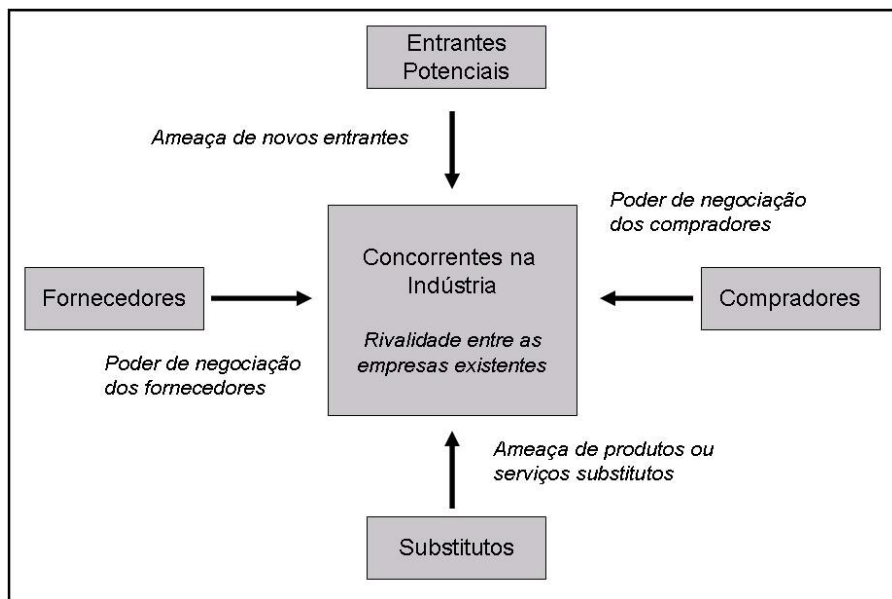 Entrantes
Potenciais
Ameaça de novos entrantes
Poder de negociação
dos compradores
Concorrentes na
Indústria
Rivalidade entre as
empresas existentes
Fornecedores
Compradores
Poder de negociação
dos fornecedores
Ameaça de produtos ou
serviços substitutos
Substitutos